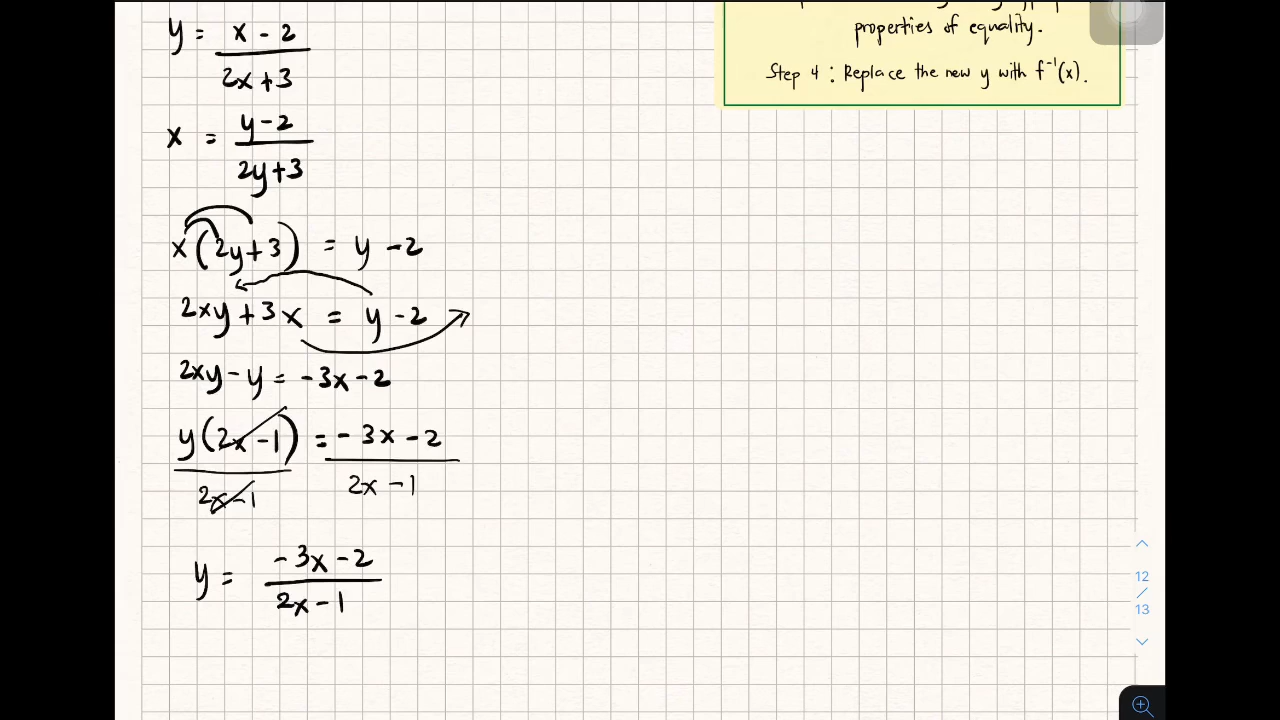 y = x - 2
2x + 3
x = y - 2
2y + 3
x(2y + 3) = y - 2
2xy + 3x = y - 2
2xy - y = -3x - 2
y(2x - 1) = -3x - 2
2x - 1 2x - 1
y = -3x - 2
2x - 1
properties of equality.
Step 4 : Replace the new y with f⁻¹(x).
12
/
13